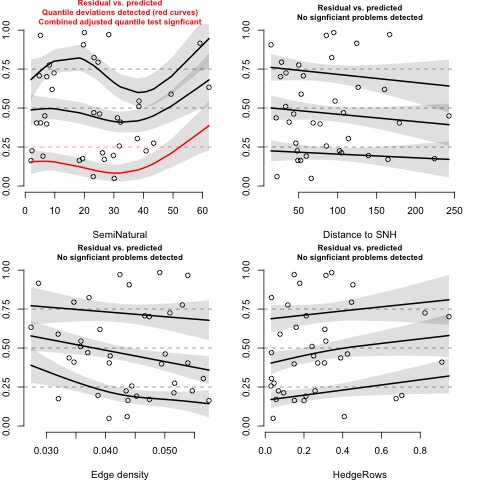 Residual vs. predicted
Quantile deviations detected (red curves)
Combined adjusted quantile test signficant
0.00 0.25 0.50 0.75 1.00
0 10 20 30 40 50 60
SemiNatural
Residual vs. predicted
No signficiant problems detected
0.00 0.25 0.50 0.75 1.00
50 100 150 200 250
Distance to SNH
Residual vs. predicted
No signficiant problems detected
0.00 0.25 0.50 0.75 1.00
0.030 0.040 0.050
Edge density
Residual vs. predicted
No signficiant problems detected
0.00 0.25 0.50 0.75 1.00
0.0 0.2 0.4 0.6 0.8
HedgeRows